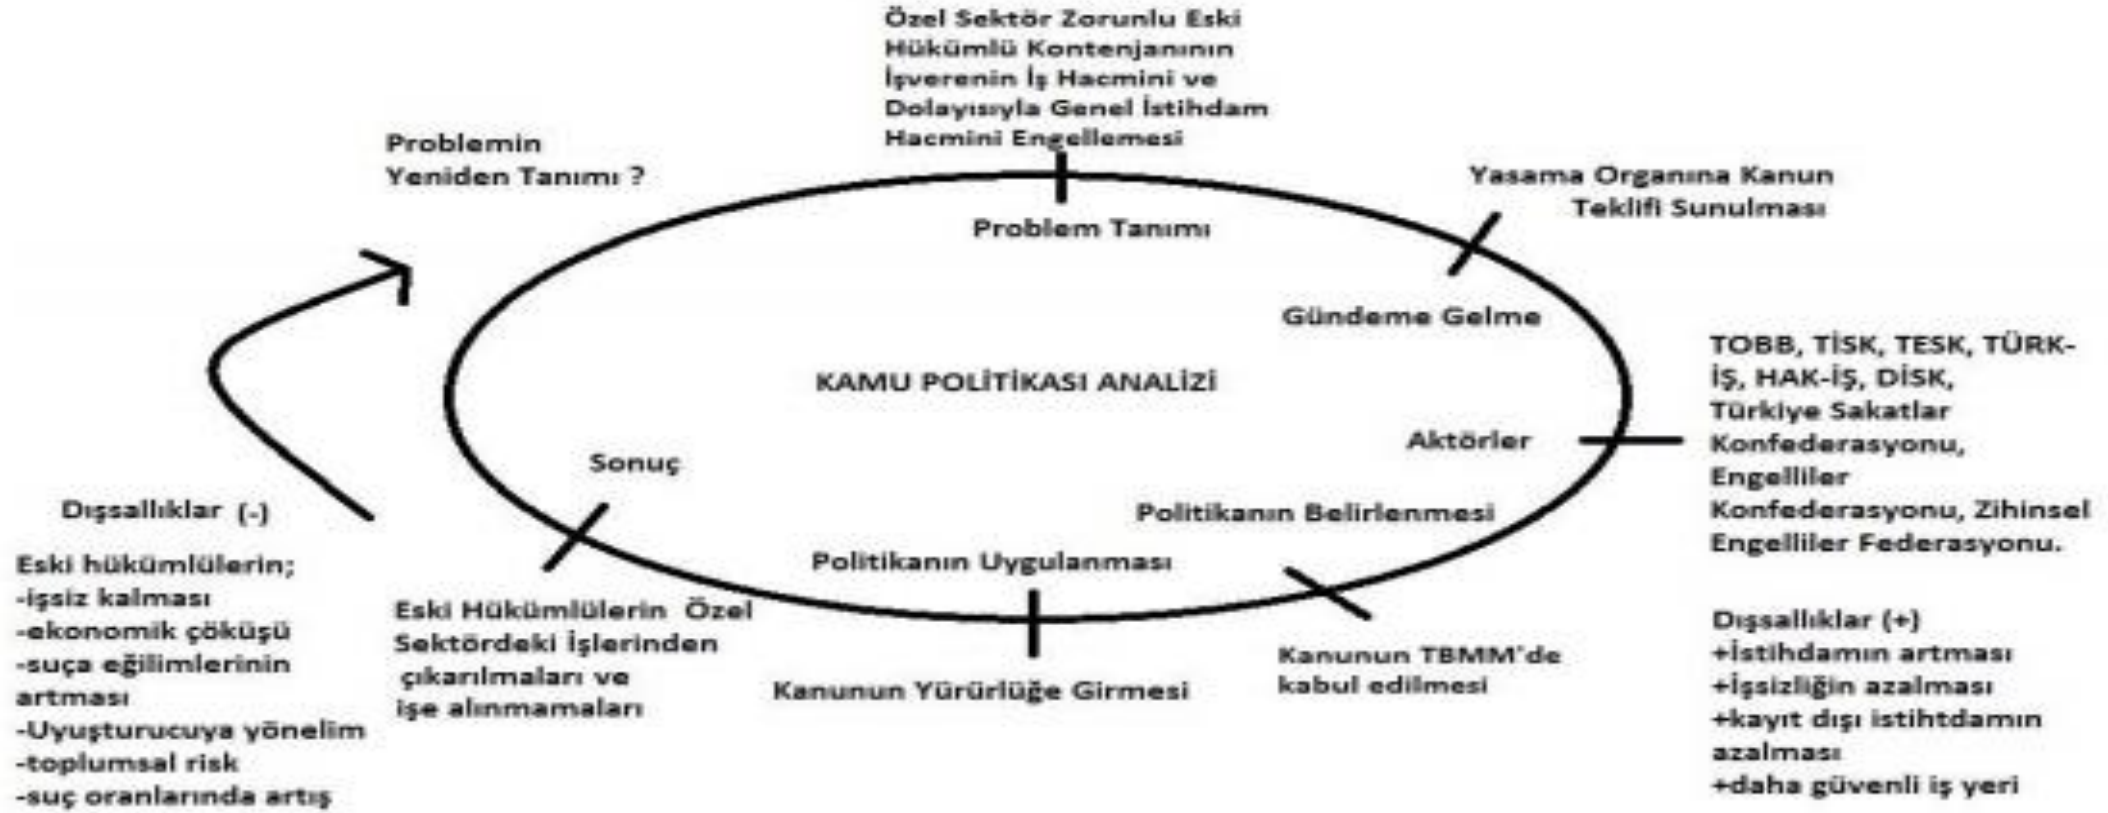 Özel Sektör Zorunlu Eski
Hükümlü Kontenjanının
İşverenin İş Hacmini ve
Dolayısıyla Genel İstihdam
Hacmini Engellemesi
Problem Tanımı
Yasama Organına Kanun
Teklifi Sunulması
Gündeme Gelme
TOBB, TİSK, TESK, TÜRK-
İŞ, HAK-İŞ, DİSK,
Türkiye Sakatlar
Konfederasyonu,
Engelliler
Konfederasyonu, Zihinsel
Engelliler Federasyonu.
Aktörler
Dışsallıklar (+)
+İstihdamın artması
+İşsizliğin azalması
+kayıt dışı istihtdamın
azalması
+daha güvenli iş yeri
KAMU POLİTİKASI ANALİZİ
Politikanın Belirlenmesi
Kanunun TBMM'de
kabul edilmesi
Politikanın Uygulanması
Kanunun Yürürlüğe Girmesi
Sonuç
Eski Hükümlülerin Özel
Sektördeki İşlerinden
çıkarılmaları ve
işe alınmamaları
Dışsallıklar (-)
Eski hükümlülerin;
-işsiz kalması
-ekonomik çöküşü
-suça eğilimlerinin
artması
-Uyuşturucuya yönelim
-toplumsal risk
-suç oranlarında artış
Problemin
Yeniden Tanımı ?